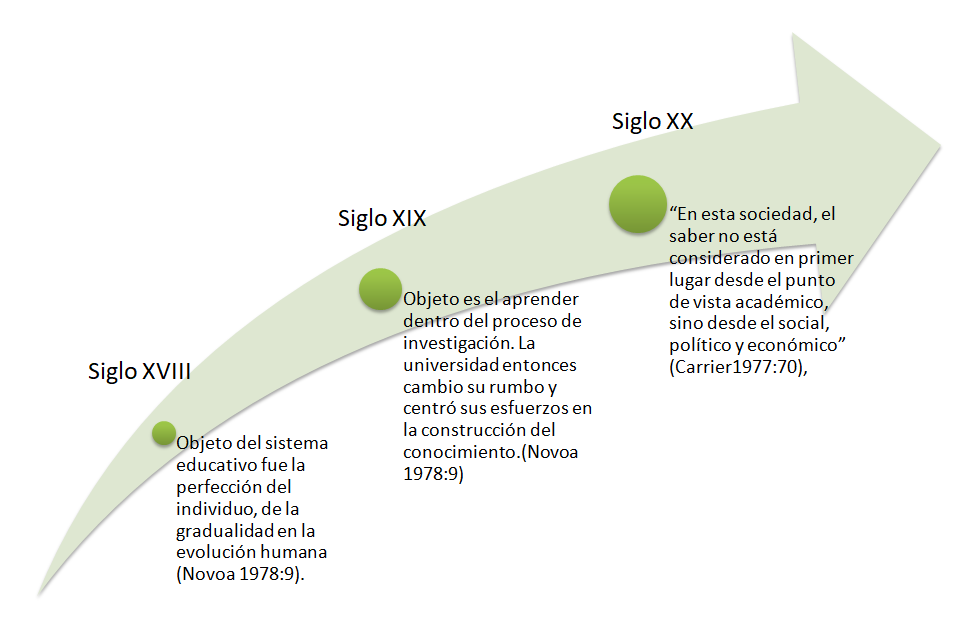 Siglo XVIII
Objeto del sistema
educativo fue la
perfección del
individuo, de la
gradualidad en la
evolución humana
(Novoa 1978:9).
Siglo XIX
Objeto es el aprender
dentro del proceso de
investigación. La
universidad entonces
cambio su rumbo y
centró sus esfuerzos en
la construcción del
conocimiento.(Novoa
1978:9)
Siglo XX
“En esta sociedad, el
saber no está
considerado en primer
lugar desde el punto
de vista académico,
sino desde el social,
político y económico”
(Carrier1977:70),